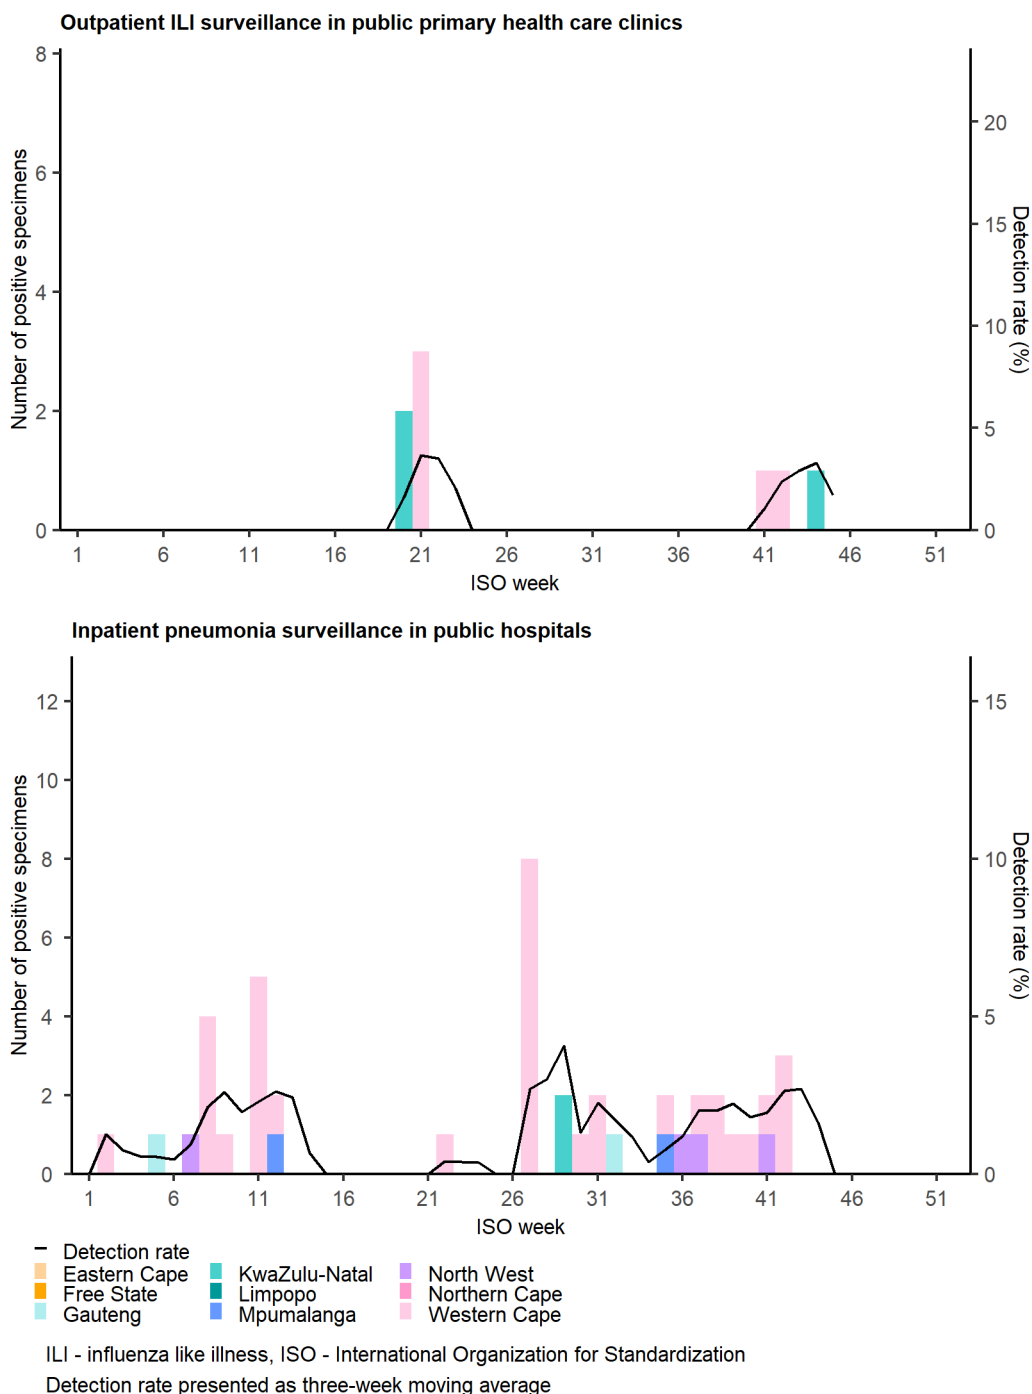 Outpatient ILI surveillance in public primary health care clinics
Number of positive specimens
8
6
4
2
0
20
15
10
5
0
Detection rate (%)
1 6 11 16 21 26 31 36 41 46 51
ISO week
Inpatient pneumonia surveillance in public hospitals
Number of positive specimens
12
10
8
6
4
2
0
15
10
5
0
Detection rate (%)
1 6 11 16 21 26 31 36 41 46 51
ISO week
Detection rate
Eastern Cape KwaZulu-Natal North West
Free State Limpopo Northern Cape
Gauteng Mpumalanga Western Cape
ILI - influenza like illness, ISO - International Organization for Standardization
Detection rate presented as three-week moving average